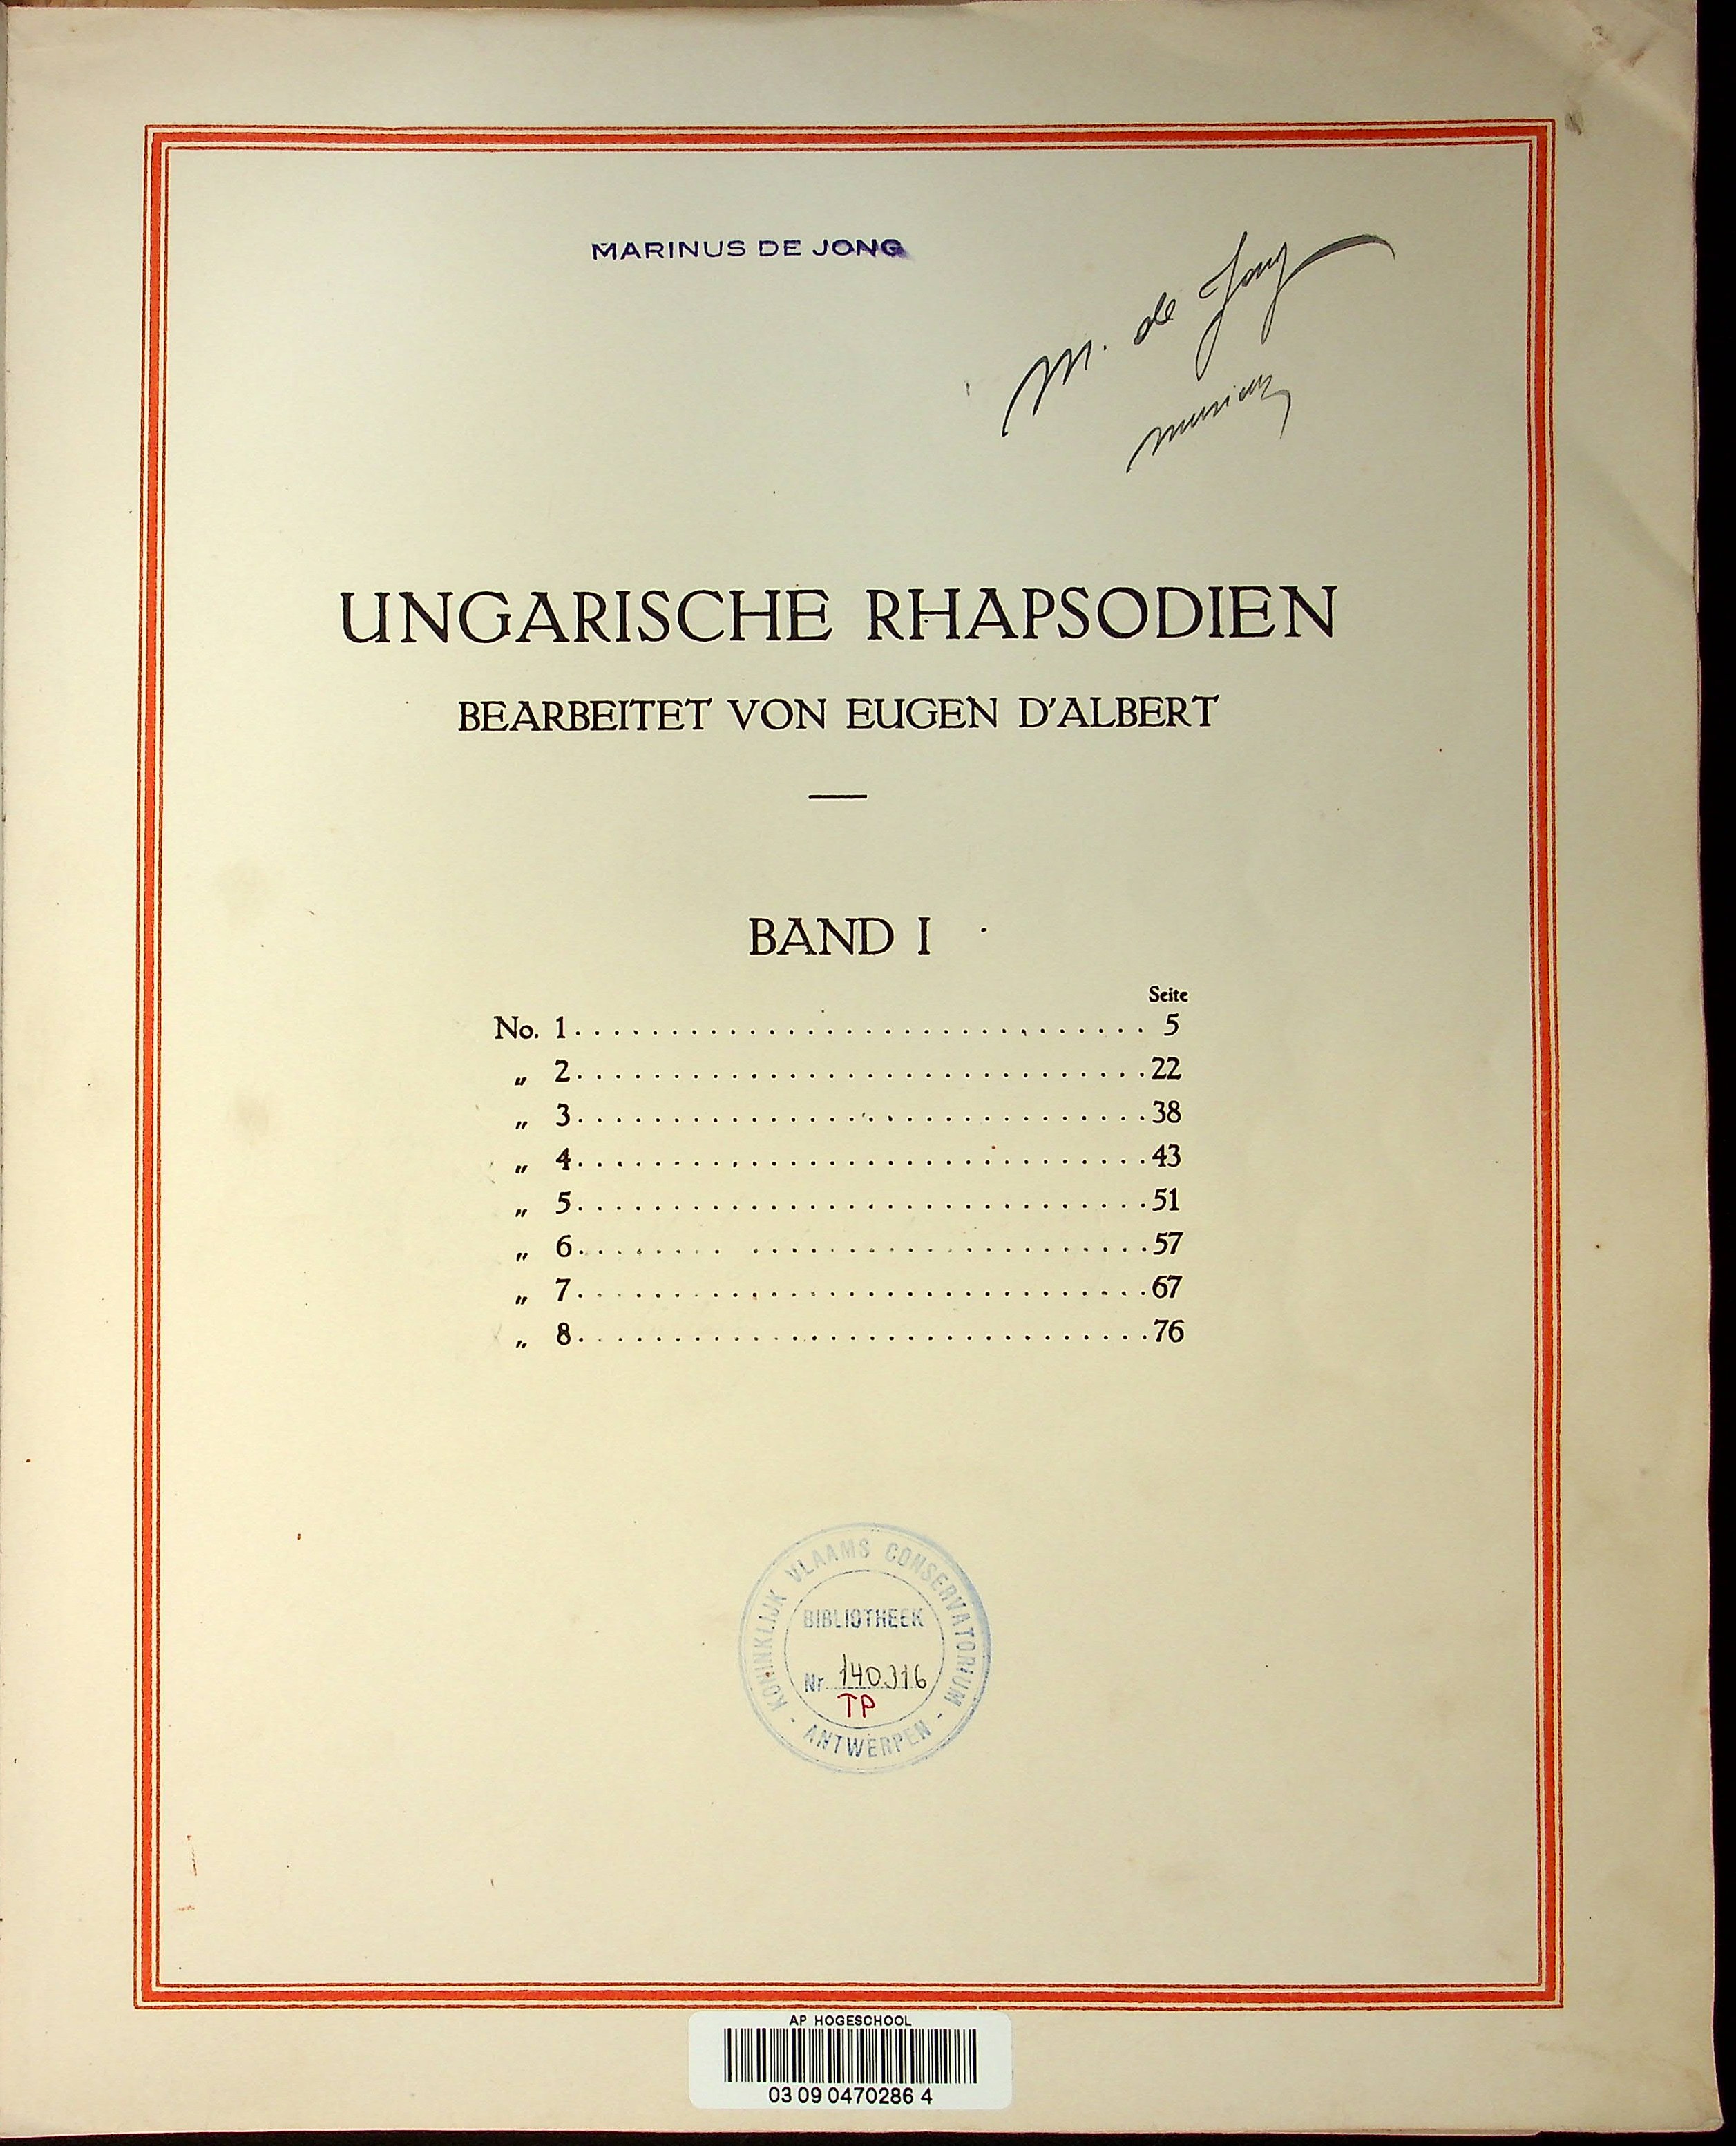 MARINUS DE JONG
M. de Jong
UNGARISCHE RHAPSODIEN
BEARBEITET VON EUGEN D'ALBERT
BAND I
Seite
No. 1.............................. 5
„ 2..............................22
„ 3..............................38
„ 4..............................43
„ 5..............................51
„ 6..............................57
„ 7..............................67
„ 8..............................76
KONINKLIJK VLAAMS CONSERVATORIUM
BIBLIOTHEEK
Nr. 140.316
TP
- ANTWERPEN -
AP HOGESCHOOL
03 09 0470286 4